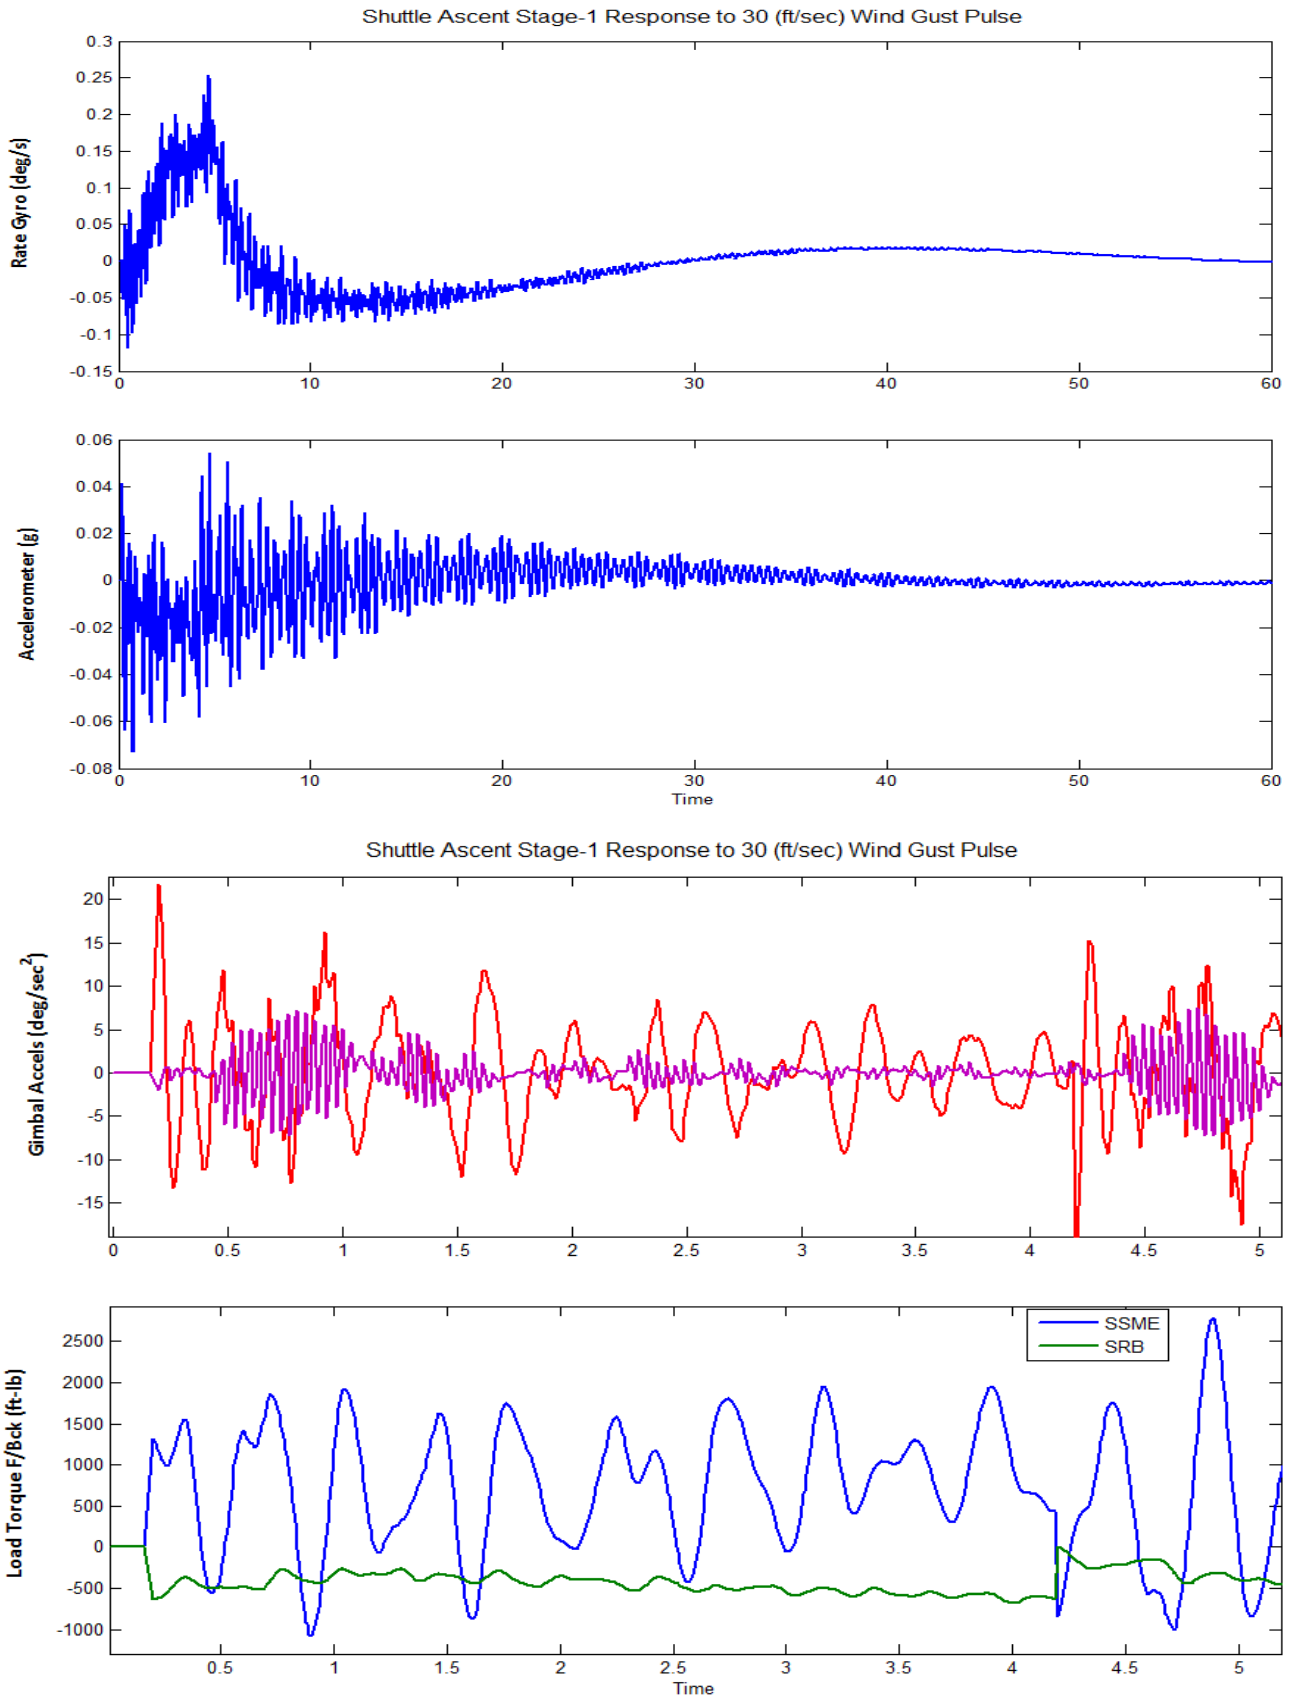 Shuttle Ascent Stage-1 Response to 30 (ft/sec) Wind Gust Pulse
Rate Gyro (deg/s)
0.3
0.25
0.2
0.15
0.1
0.05
0
-0.05
-0.1
-0.15
0 10 20 30 40 50 60
Accelerometer (g)
0.06
0.04
0.02
0
-0.02
-0.04
-0.06
-0.08
0 10 20 30 40 50 60
Time
Shuttle Ascent Stage-1 Response to 30 (ft/sec) Wind Gust Pulse
Gimbal Accels (deg/sec²)
20
15
10
5
0
-5
-10
-15
0 0.5 1 1.5 2 2.5 3 3.5 4 4.5 5
Load Torque F/Bck (ft-lb)
SSME
SRB
2500
2000
1500
1000
500
0
-500
-1000
0.5 1 1.5 2 2.5 3 3.5 4 4.5 5
Time